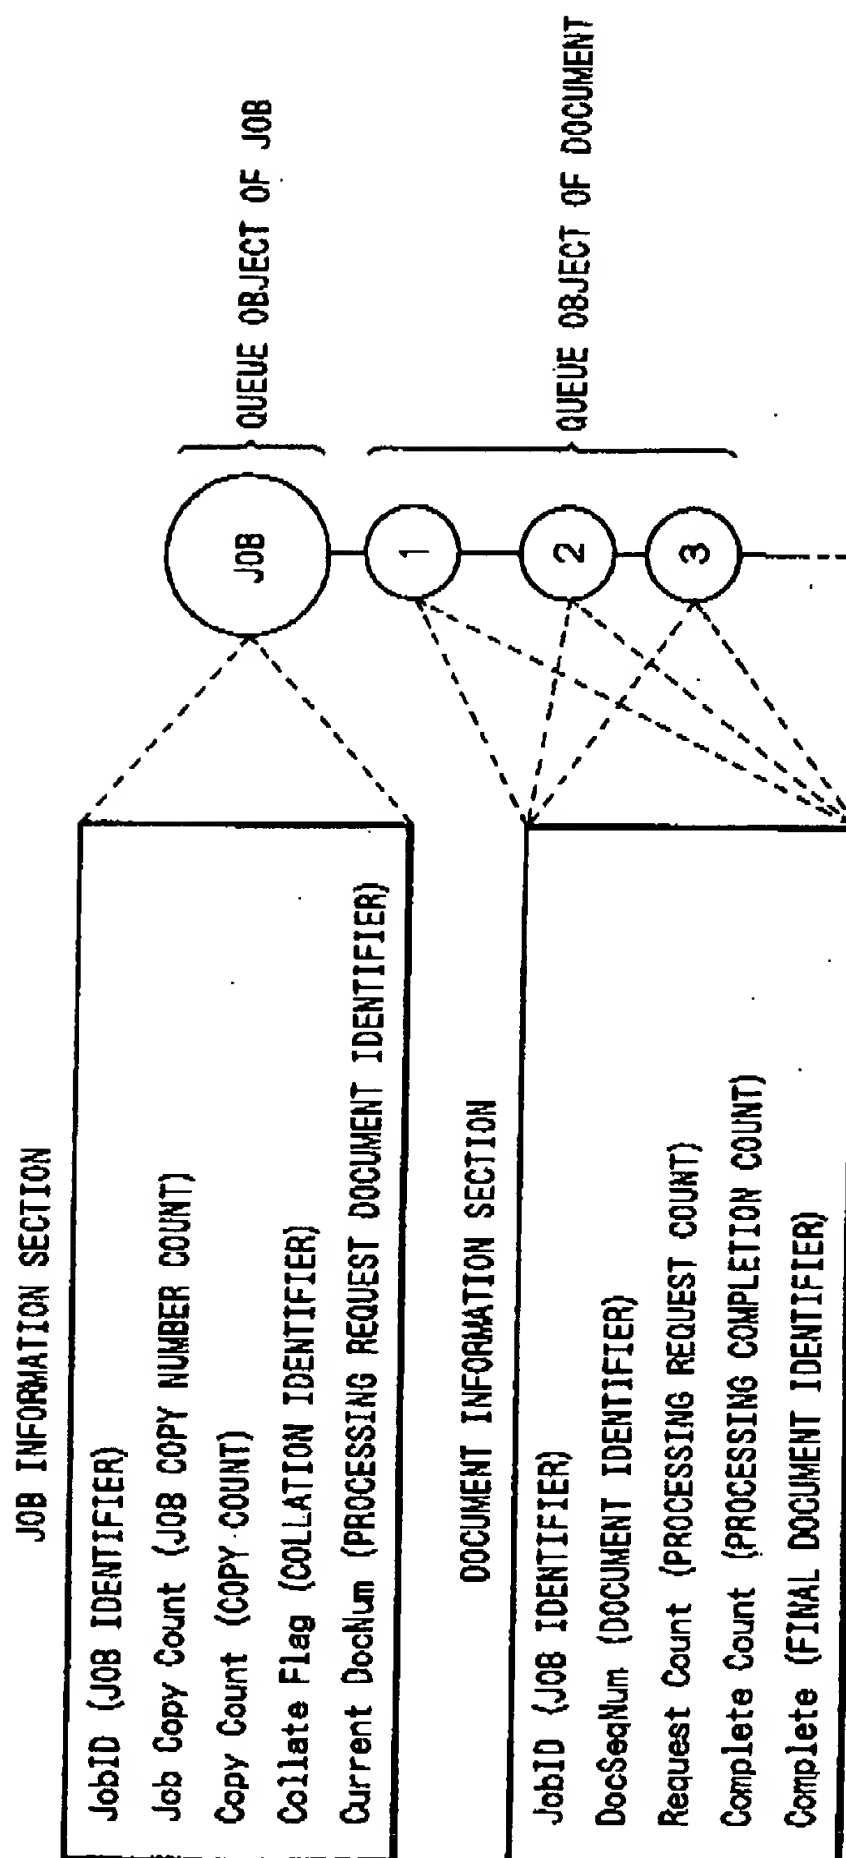 JOB INFORMATION SECTION
JobID (JOB IDENTIFIER)
Job Copy Count (JOB COPY NUMBER COUNT)
Copy Count (COPY COUNT)
Collate Flag (COLLATION IDENTIFIER)
Current DocNum (PROCESSING REQUEST DOCUMENT IDENTIFIER)
JOB
QUEUE OBJECT OF JOB
DOCUMENT INFORMATION SECTION
JobID (JOB IDENTIFIER)
DocSeqNum (DOCUMENT IDENTIFIER)
Request Count (PROCESSING REQUEST COUNT)
Complete Count (PROCESSING COMPLETION COUNT)
Complete (FINAL DOCUMENT IDENTIFIER)
1
2
3
QUEUE OBJECT OF DOCUMENT